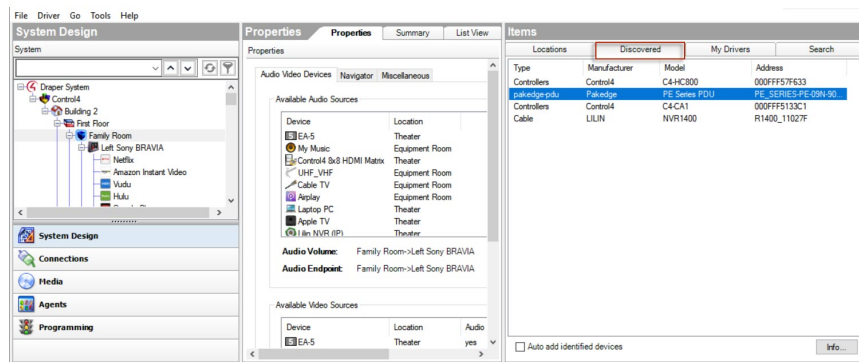 File Driver Go Tools Help
System Design
System
Draper System
Control4
Building 2
First Floor
Family Room
Left Sony BRAVIA
Netflix
Amazon Instant Video
Vudu
Hulu
System Design
Connections
Media
Agents
Programming
Properties Properties Summary List View
Properties
Audio Video Devices Navigator Miscellaneous
Available Audio Sources
Device Location
EA-5 Theater
My Music Equipment Room
Control4 8x8 HDMI Matrix Theater
UHF_VHF Equipment Room
Cable TV Equipment Room
Airplay Equipment Room
Laptop PC Theater
Apple TV Theater
Lilin NVR (IP) Theater
Audio Volume: Family Room->Left Sony BRAVIA
Audio Endpoint: Family Room->Left Sony BRAVIA
Available Video Sources
Device Location Audio
EA-5 Theater yes
Items
Locations Discovered My Drivers Search
Type Manufacturer Model Address
Controllers Control4 C4-HC800 000FFF57F633
pakedge-pdu Pakedge PE Series PDU PE_SERIES-PE-09N-90...
Controllers Control4 C4-CA1 000FFF5133C1
Cable LILIN NVR1400 R1400_11027F
Auto add identified devices Info...